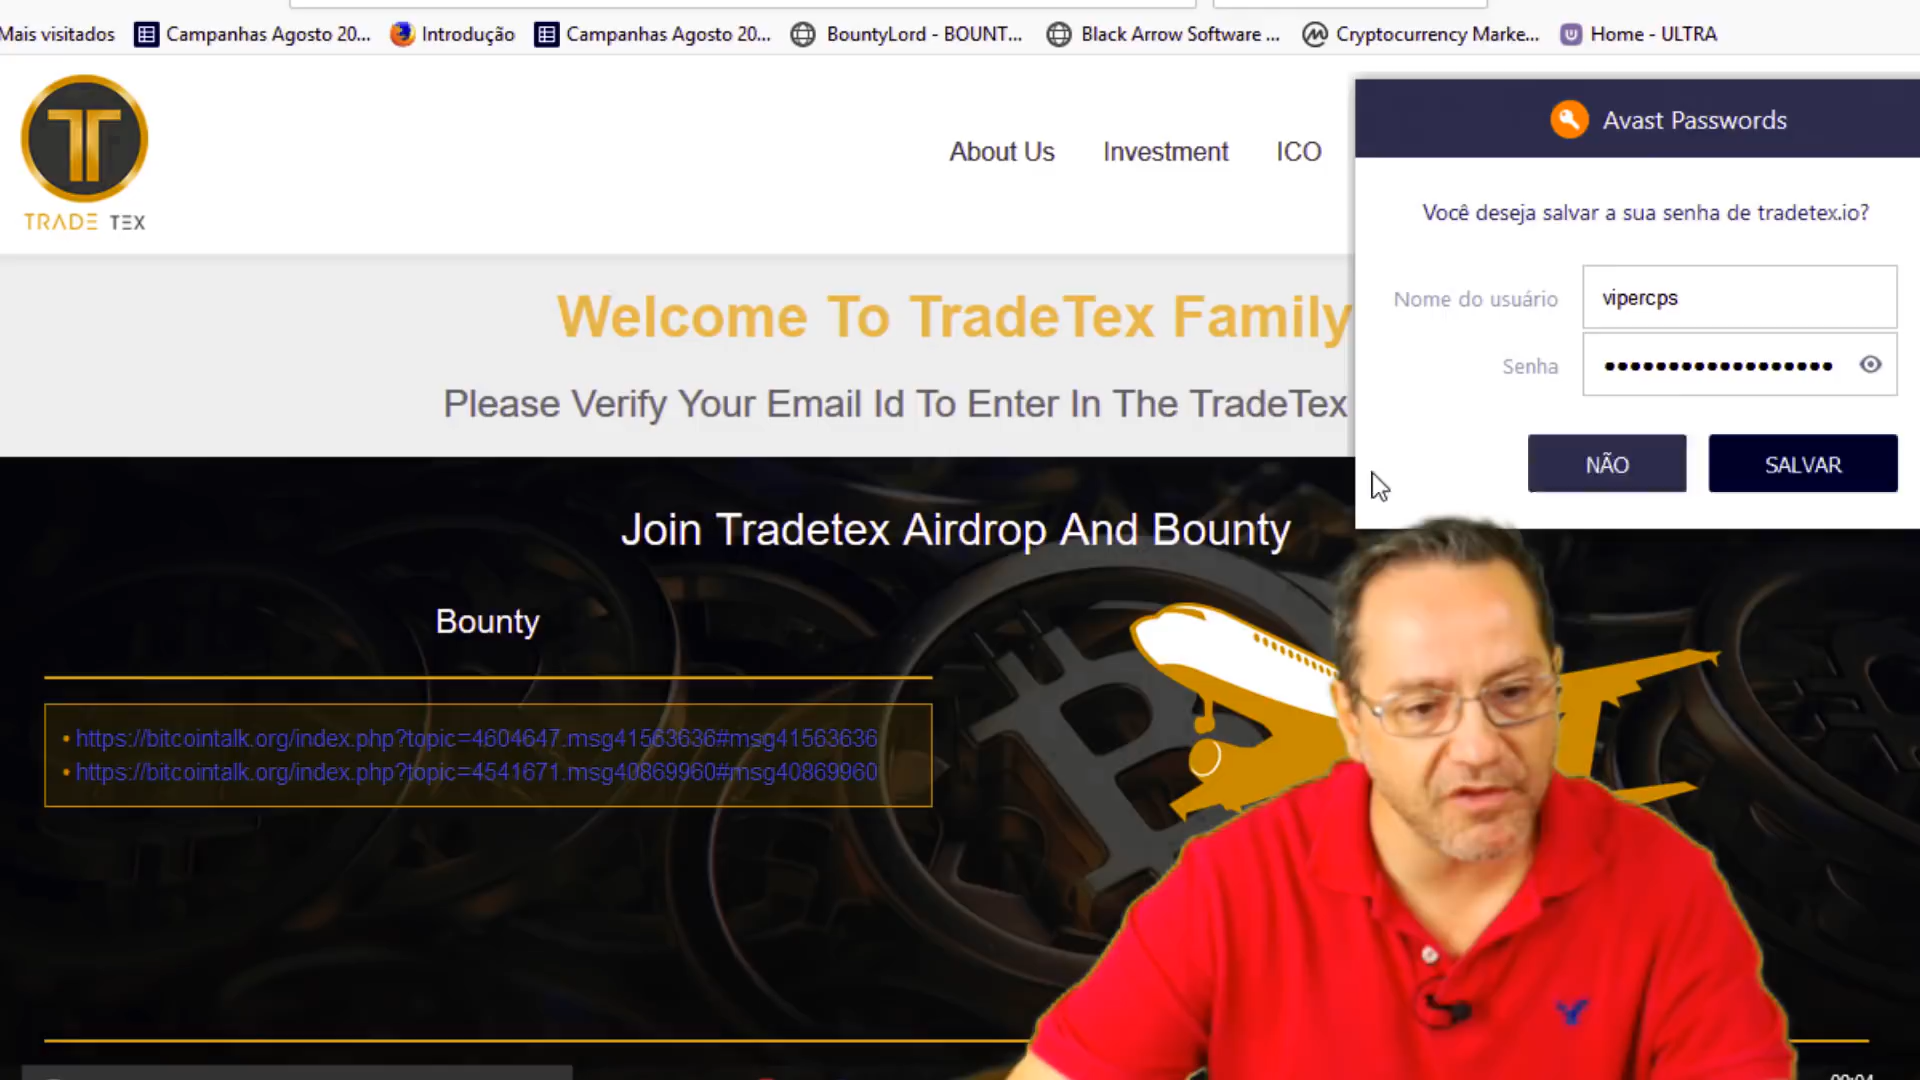 Mais visitados
Campanhas Agosto 20...
Introdução
Campanhas Agosto 20...
BountyLord - BOUNT...
Black Arrow Software ...
Cryptocurrency Marke...
Home - ULTRA
TRADE TEX
About Us
Investment
ICO
Avast Passwords
Você deseja salvar a sua senha de tradetex.io?
Nome do usuário
vipercps
Senha
NÃO
SALVAR
Welcome To TradeTex Family
Please Verify Your Email Id To Enter In The TradeTex
Join Tradetex Airdrop And Bounty
Bounty
• https://bitcointalk.org/index.php?topic=4604647.msg41563636#msg41563636
• https://bitcointalk.org/index.php?topic=4541671.msg40869960#msg40869960